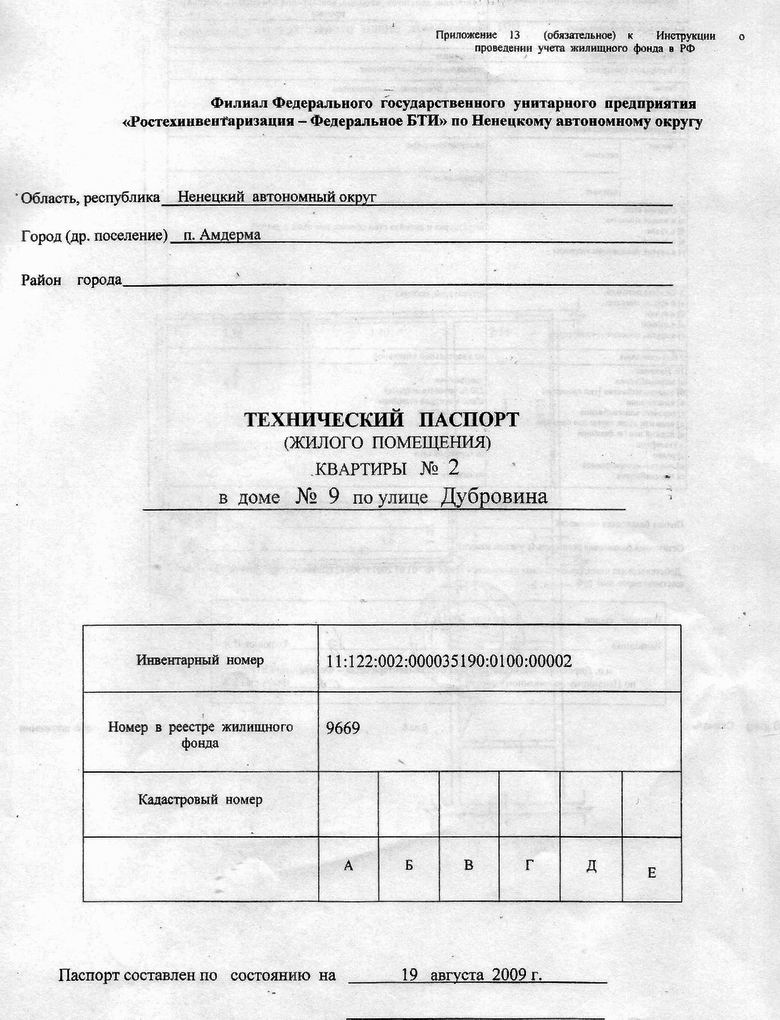 Приложение 13 (обязательное) к Инструкции о
проведении учета жилищного фонда в РФ
Филиал Федерального государственного унитарного предприятия
«Ростехинвентаризация – Федеральное БТИ» по Ненецкому автономному округу
Область, республика Ненецкий автономный округ
Город (др. поселение) п. Амдерма
Район города
ТЕХНИЧЕСКИЙ ПАСПОРТ
(ЖИЛОГО ПОМЕЩЕНИЯ)
КВАРТИРЫ № 2
в доме № 9 по улице Дубровина
Инвентарный номер 11:122:002:000035190:0100:00002
Номер в реестре жилищного 9669
фонда
Кадастровый номер
А Б В Г Д Е
Паспорт составлен по состоянию на 19 августа 2009 г.